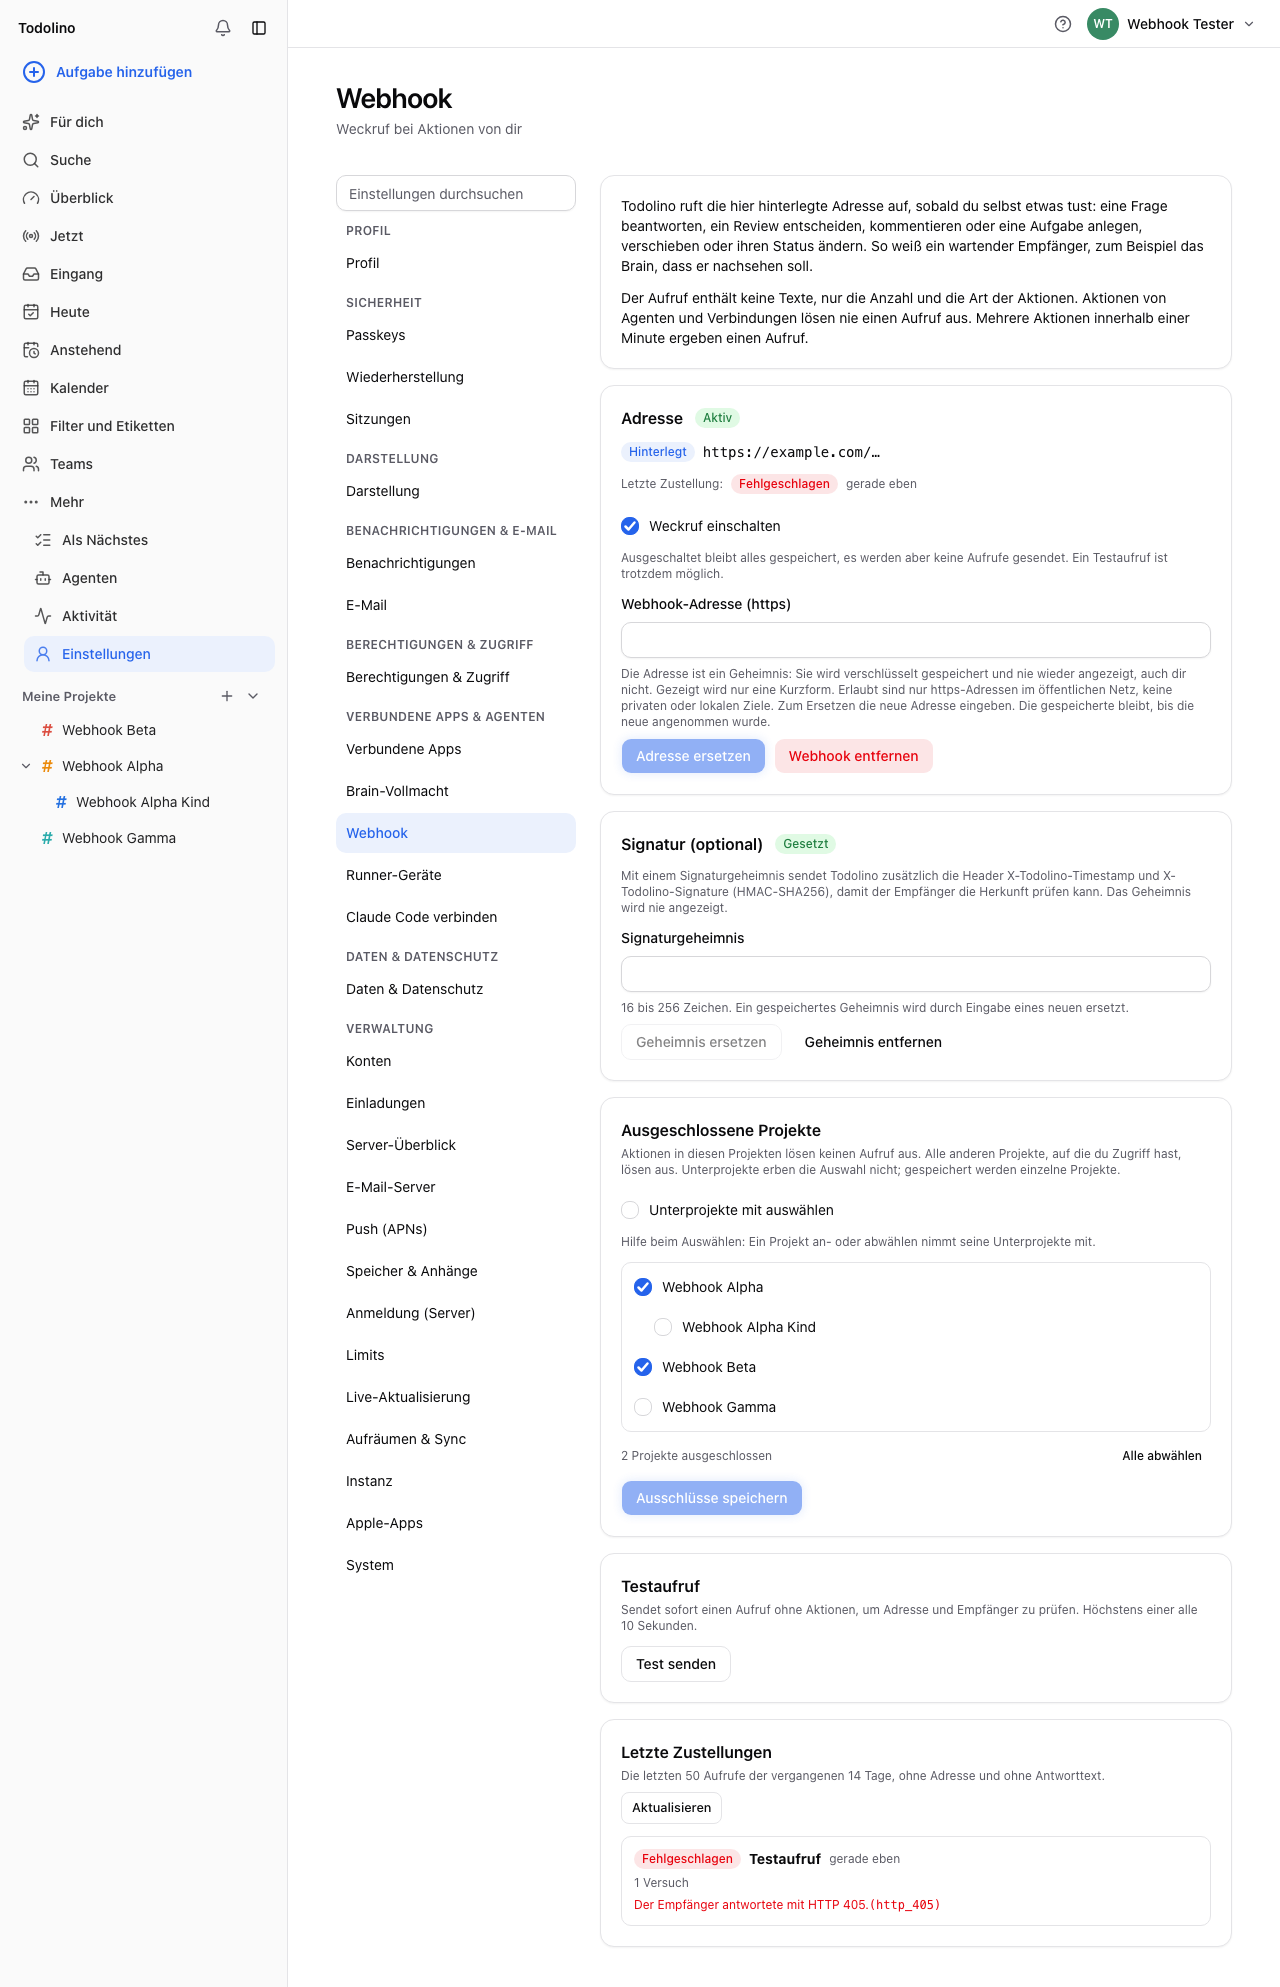 Todolino
Aufgabe hinzufügen
Für dich
Suche
Überblick
Jetzt
Eingang
Heute
Anstehend
Kalender
Filter und Etiketten
Teams
Mehr
Als Nächstes
Agenten
Aktivität
Einstellungen
Meine Projekte
# Webhook Beta
# Webhook Alpha
# Webhook Alpha Kind
# Webhook Gamma
WT Webhook Tester
Webhook
Weckruf bei Aktionen von dir
Einstellungen durchsuchen
PROFIL
Profil
SICHERHEIT
Passkeys
Wiederherstellung
Sitzungen
DARSTELLUNG
Darstellung
BENACHRICHTIGUNGEN & E-MAIL
Benachrichtigungen
E-Mail
BERECHTIGUNGEN & ZUGRIFF
Berechtigungen & Zugriff
VERBUNDENE APPS & AGENTEN
Verbundene Apps
Brain-Vollmacht
Webhook
Runner-Geräte
Claude Code verbinden
DATEN & DATENSCHUTZ
Daten & Datenschutz
VERWALTUNG
Konten
Einladungen
Server-Überblick
E-Mail-Server
Push (APNs)
Speicher & Anhänge
Anmeldung (Server)
Limits
Live-Aktualisierung
Aufräumen & Sync
Instanz
Apple-Apps
System
Todolino ruft die hier hinterlegte Adresse auf, sobald du selbst etwas tust: eine Frage
beantworten, ein Review entscheiden, kommentieren oder eine Aufgabe anlegen,
verschieben oder ihren Status ändern. So weiß ein wartender Empfänger, zum Beispiel das
Brain, dass er nachsehen soll.
Der Aufruf enthält keine Texte, nur die Anzahl und die Art der Aktionen. Aktionen von
Agenten und Verbindungen lösen nie einen Aufruf aus. Mehrere Aktionen innerhalb einer
Minute ergeben einen Aufruf.
Adresse Aktiv
Hinterlegt https://example.com/…
Letzte Zustellung: Fehlgeschlagen gerade eben
Weckruf einschalten
Ausgeschaltet bleibt alles gespeichert, es werden aber keine Aufrufe gesendet. Ein Testaufruf ist
trotzdem möglich.
Webhook-Adresse (https)
Die Adresse ist ein Geheimnis: Sie wird verschlüsselt gespeichert und nie wieder angezeigt, auch dir
nicht. Gezeigt wird nur eine Kurzform. Erlaubt sind nur https-Adressen im öffentlichen Netz, keine
privaten oder lokalen Ziele. Zum Ersetzen die neue Adresse eingeben. Die gespeicherte bleibt, bis die
neue angenommen wurde.
Adresse ersetzen Webhook entfernen
Signatur (optional) Gesetzt
Mit einem Signaturgeheimnis sendet Todolino zusätzlich die Header X-Todolino-Timestamp und X-
Todolino-Signature (HMAC-SHA256), damit der Empfänger die Herkunft prüfen kann. Das Geheimnis
wird nie angezeigt.
Signaturgeheimnis
16 bis 256 Zeichen. Ein gespeichertes Geheimnis wird durch Eingabe eines neuen ersetzt.
Geheimnis ersetzen Geheimnis entfernen
Ausgeschlossene Projekte
Aktionen in diesen Projekten lösen keinen Aufruf aus. Alle anderen Projekte, auf die du Zugriff hast,
lösen aus. Unterprojekte erben die Auswahl nicht; gespeichert werden einzelne Projekte.
Unterprojekte mit auswählen
Hilfe beim Auswählen: Ein Projekt an- oder abwählen nimmt seine Unterprojekte mit.
Webhook Alpha
Webhook Alpha Kind
Webhook Beta
Webhook Gamma
2 Projekte ausgeschlossen Alle abwählen
Ausschlüsse speichern
Testaufruf
Sendet sofort einen Aufruf ohne Aktionen, um Adresse und Empfänger zu prüfen. Höchstens einer alle
10 Sekunden.
Test senden
Letzte Zustellungen
Die letzten 50 Aufrufe der vergangenen 14 Tage, ohne Adresse und ohne Antworttext.
Aktualisieren
Fehlgeschlagen Testaufruf gerade eben
1 Versuch
Der Empfänger antwortete mit HTTP 405.(http_405)